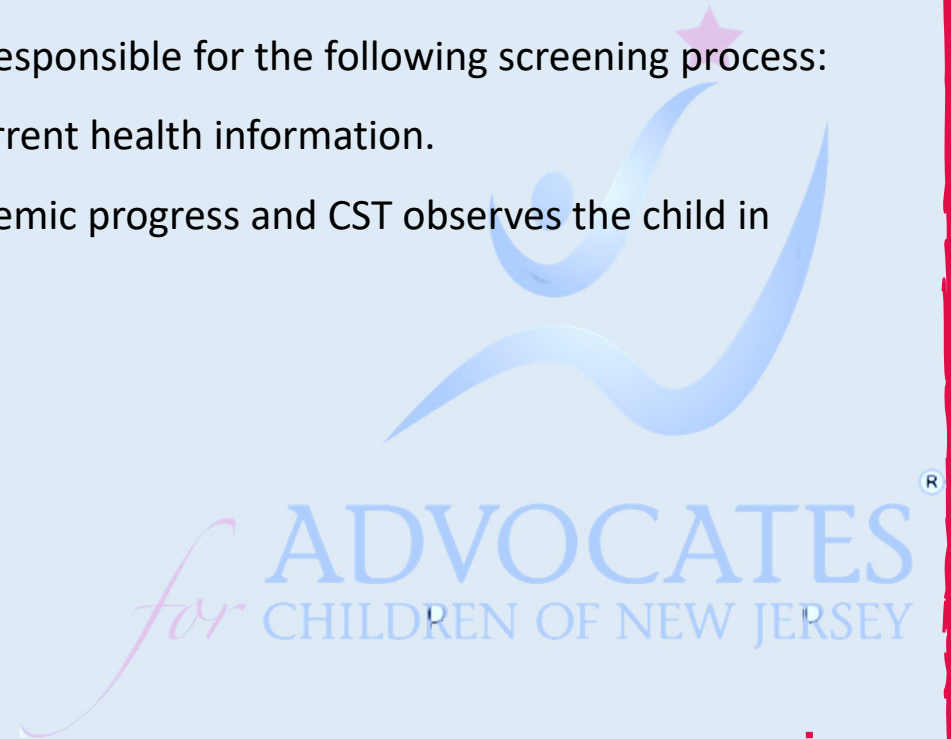 esponsible for the following screening process:
rrent health information.
emic progress and CST observes the child in
®
for ADVOCATES
CHILDREN OF NEW JERSEY